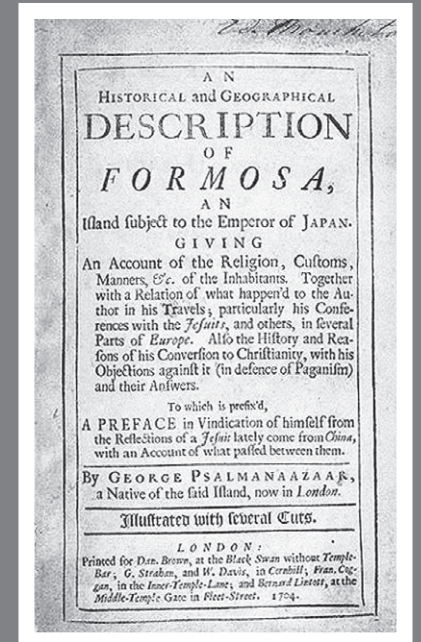 AN
HISTORICAL and GEOGRAPHICAL
DESCRIPTION
OF
FORMOSA,
AN
Iſland ſubject to the Emperor of JAPAN.
GIVING
An Account of the Religion, Cuſtoms,
Manners, &c. of the Inhabitants. Together
with a Relation of what happen'd to the Au-
thor in his Travels; particularly his Confe-
rences with the Jeſuits, and others, in ſeveral
Parts of Europe. Alſo the Hiſtory and Rea-
ſons of his Converſion to Chriſtianity, with his
Objections againſt it (in defence of Paganiſm)
and their Anſwers.
To which is prefix'd,
A PREFACE in Vindication of himſelf from
the Reflections of a Jeſuit lately come from China,
with an Account of what paſſed between them.
By GEORGE PSALMANAAZAAR,
a Native of the ſaid Iſland, now in London.
Illuſtrated with ſeveral Cuts.
LONDON:
Printed for Dan. Brown, at the Black Swan without Temple-
Bar; G. Strahan, and W. Davis, in Cornhill; Fran. Cog-
gan, in the Inner-Temple-Lane; and Bernard Lintott, at the
Middle-Temple Gate in Fleet-Street. 1704.